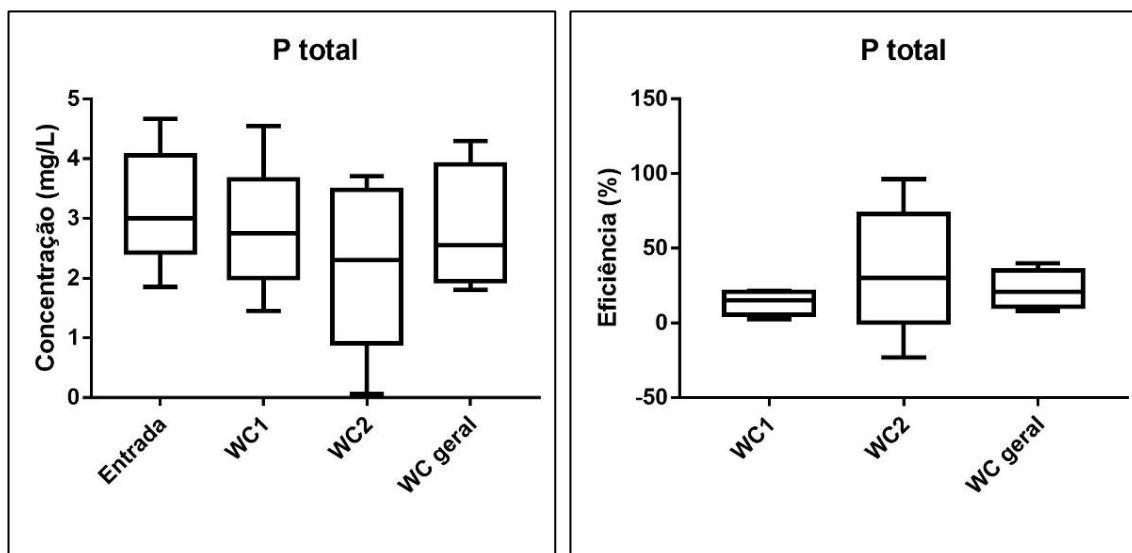 P total
Concentração (mg/L)
5
4
3
2
1
0
Entrada
WC1
WC2
WC geral
P total
Eficiência (%)
150
100
50
0
-50
WC1
WC2
WC geral